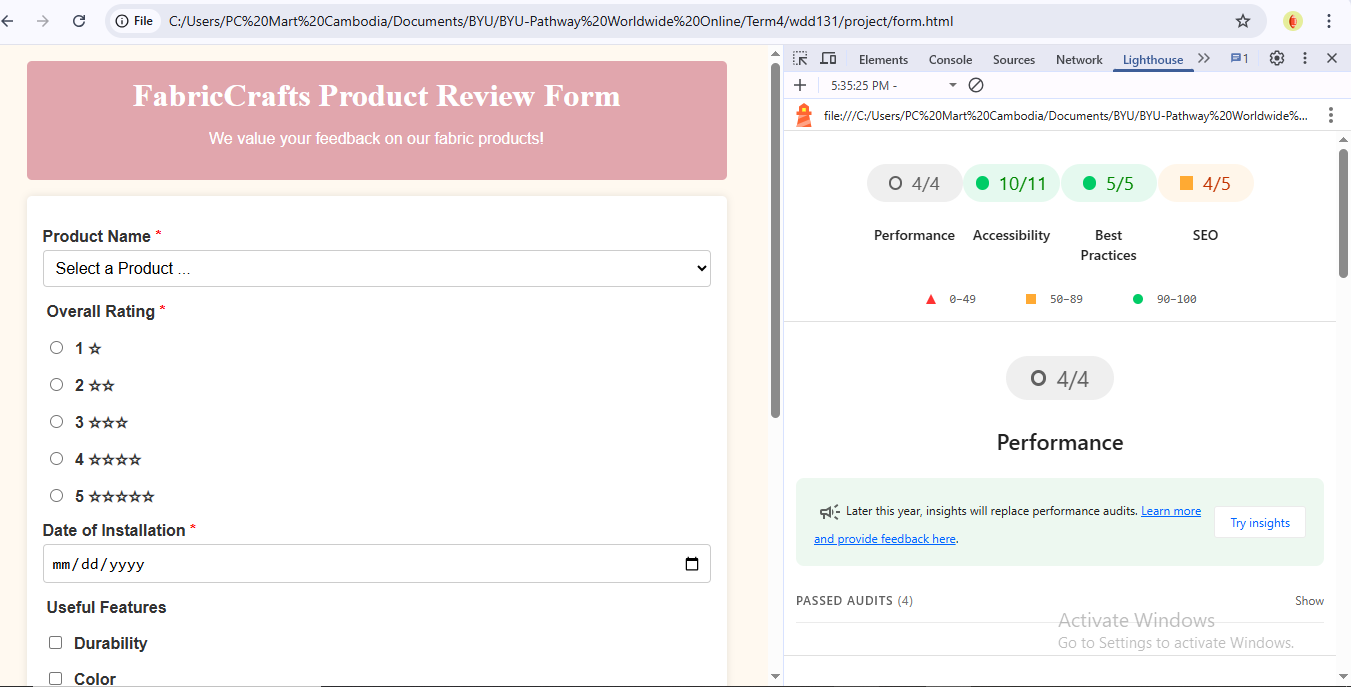 File C:/Users/PC%20Mart%20Cambodia/Documents/BYU/BYU-Pathway%20Worldwide%20Online/Term4/wdd131/project/form.html
FabricCrafts Product Review Form
We value your feedback on our fabric products!
Product Name *
Select a Product ...
Overall Rating *
1 ☆
2 ☆☆
3 ☆☆☆
4 ☆☆☆☆
5 ☆☆☆☆☆
Date of Installation *
mm/dd/yyyy
Useful Features
Durability
Color
Elements Console Sources Network Lighthouse 1
5:35:25 PM -
file:///C:/Users/PC%20Mart%20Cambodia/Documents/BYU/BYU-Pathway%20Worldwide%...
4/4 10/11 5/5 4/5
Performance Accessibility Best Practices SEO
0–49 50–89 90–100
4/4
Performance
Later this year, insights will replace performance audits. Learn more
and provide feedback here.
Try insights
PASSED AUDITS (4) Show
Activate Windows
Go to Settings to activate Windows.